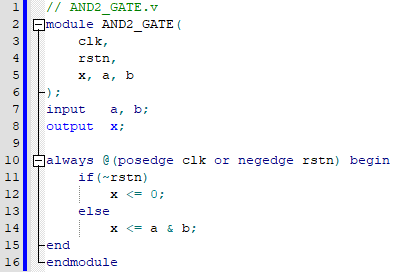 1 // AND2_GATE.v
2 module AND2_GATE(
3 clk,
4 rstn,
5 x, a, b
6 );
7 input a, b;
8 output x;
9
10 always @(posedge clk or negedge rstn) begin
11 if(~rstn)
12 x <= 0;
13 else
14 x <= a & b;
15 end
16 endmodule